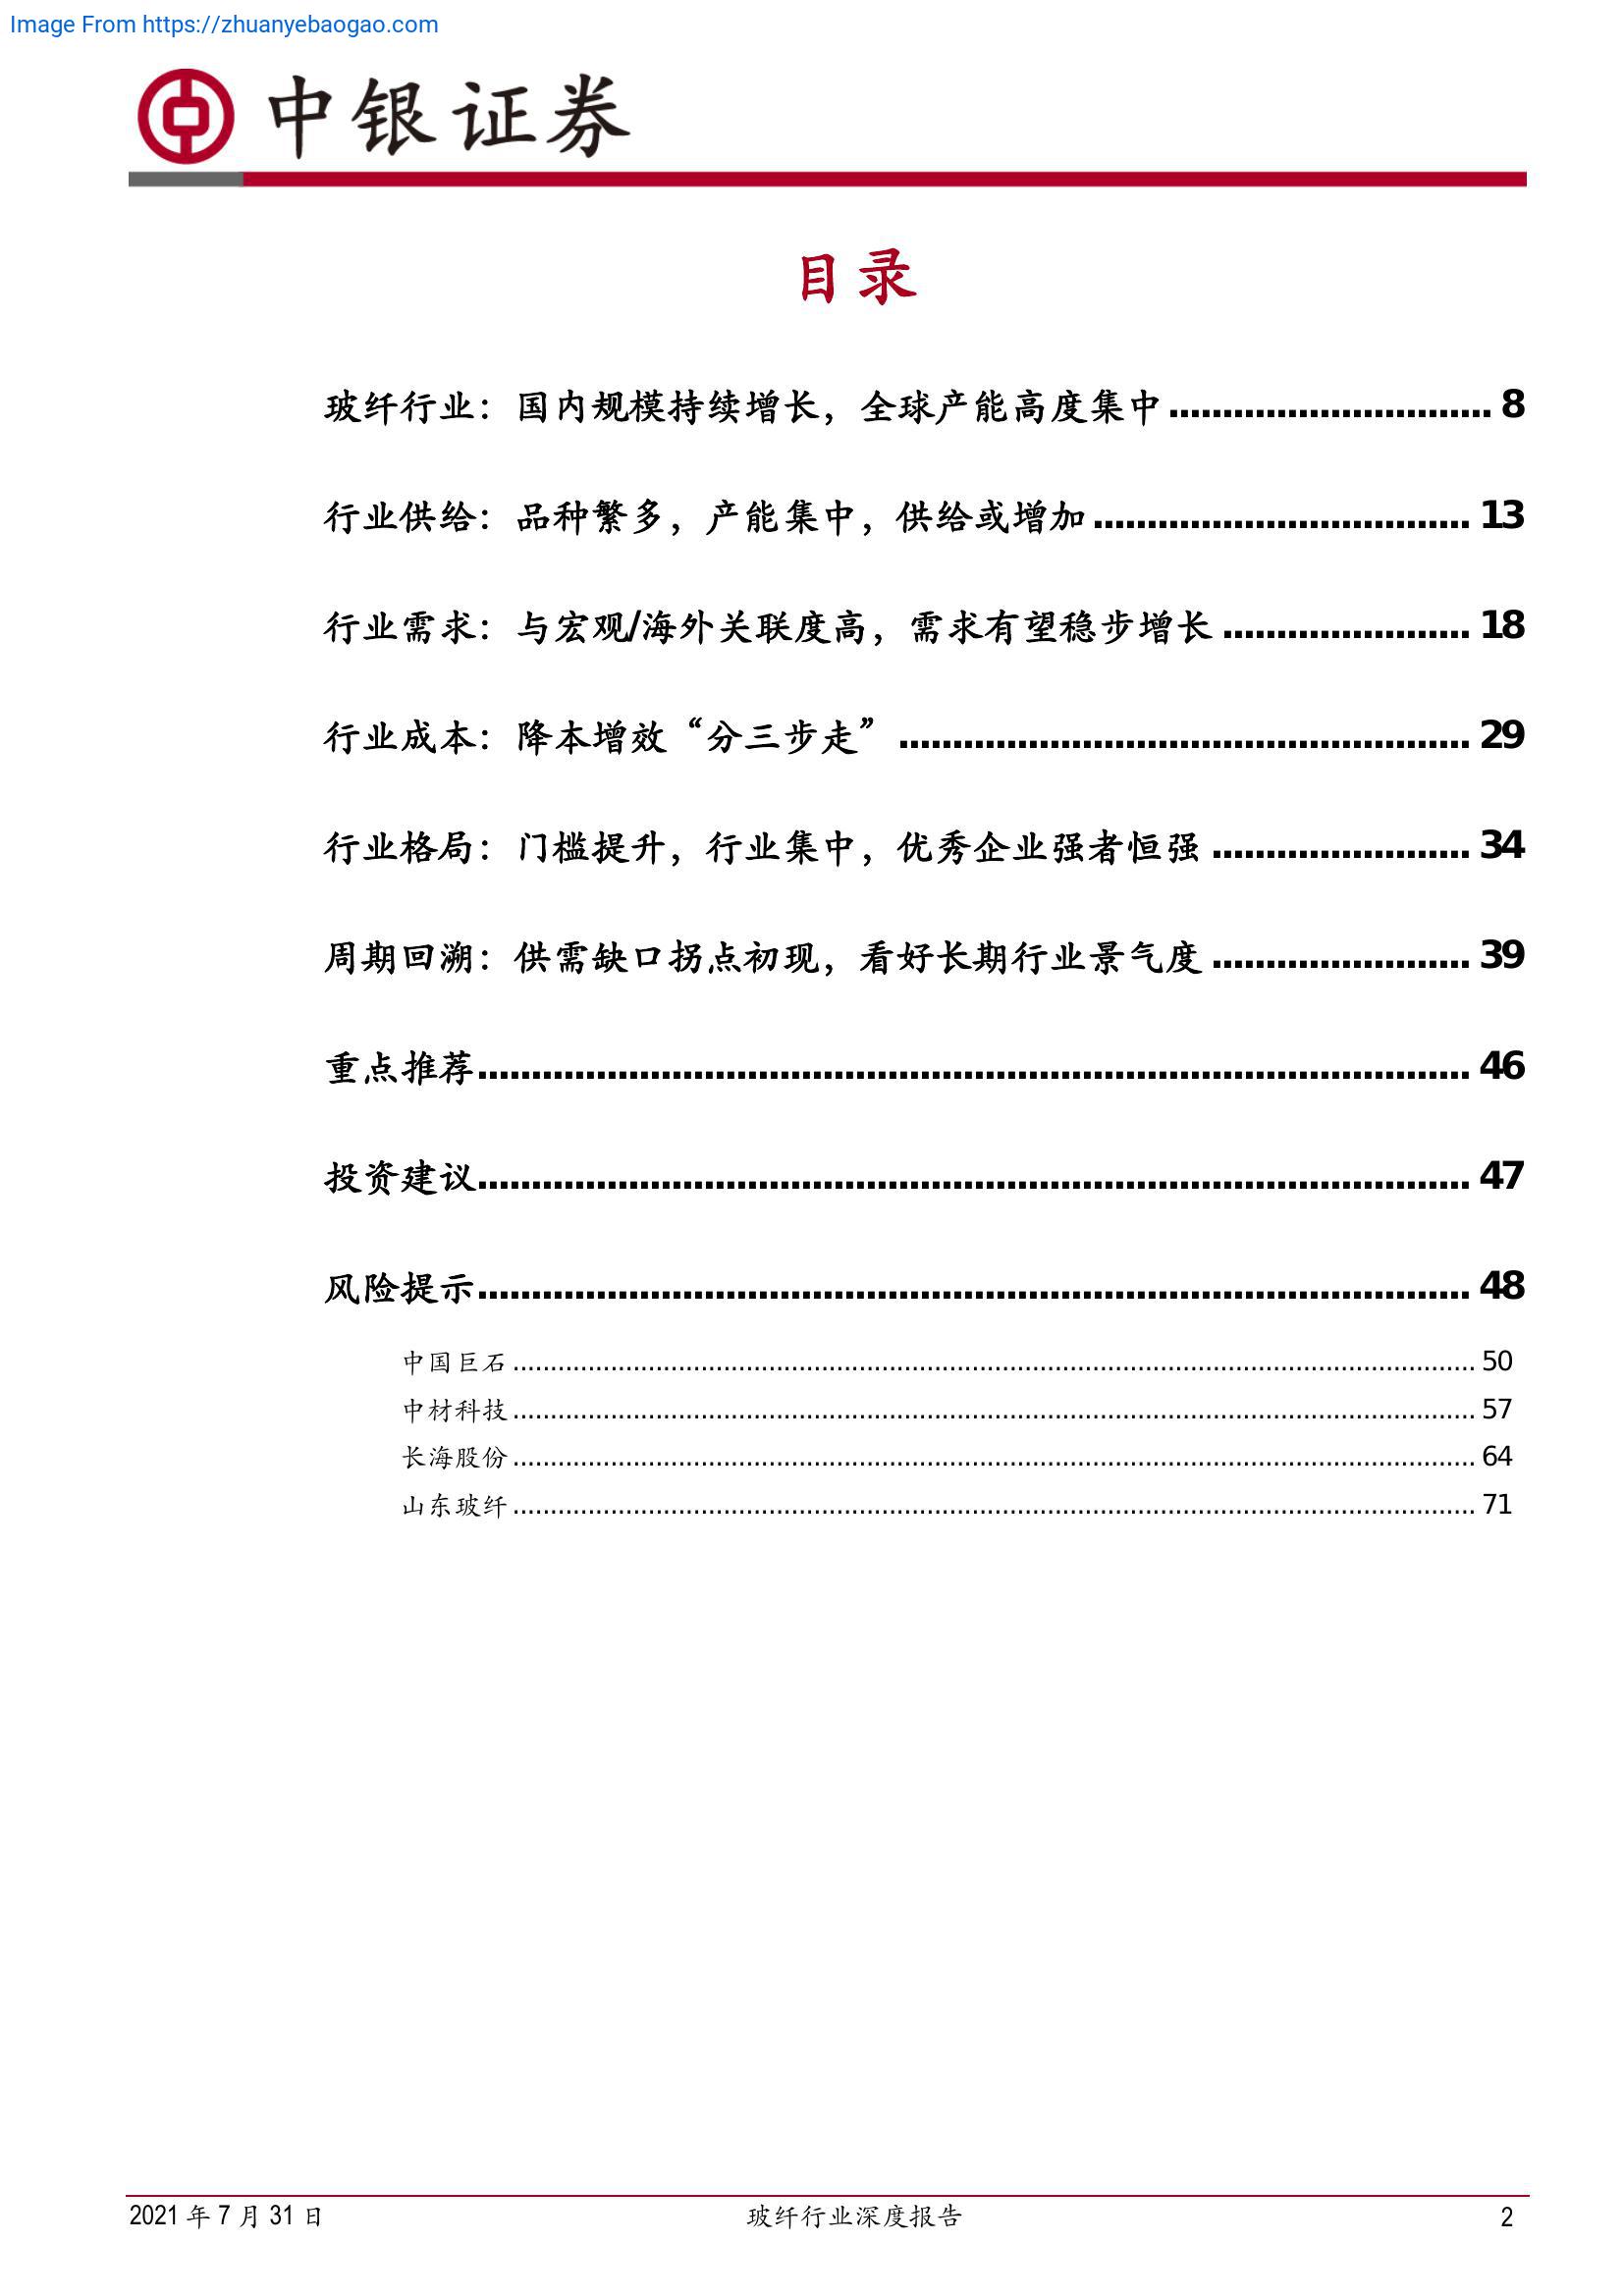 Image From https://zhuanyebaogao.com
中银证券
目录
玻纤行业：国内规模持续增长，全球产能高度集中.............................. 8
行业供给：品种繁多，产能集中，供给或增加................................... 13
行业需求：与宏观/海外关联度高，需求有望稳步增长....................... 18
行业成本：降本增效“分三步走”..................................................... 29
行业格局：门槛提升，行业集中，优秀企业强者恒强........................ 34
周期回溯：供需缺口拐点初现，看好长期行业景气度........................ 39
重点推荐............................................................................................ 46
投资建议............................................................................................ 47
风险提示............................................................................................ 48
中国巨石........................................................................................................................ 50
中材科技........................................................................................................................ 57
长海股份........................................................................................................................ 64
山东玻纤........................................................................................................................ 71
2021 年 7 月 31 日 玻纤行业深度报告 2